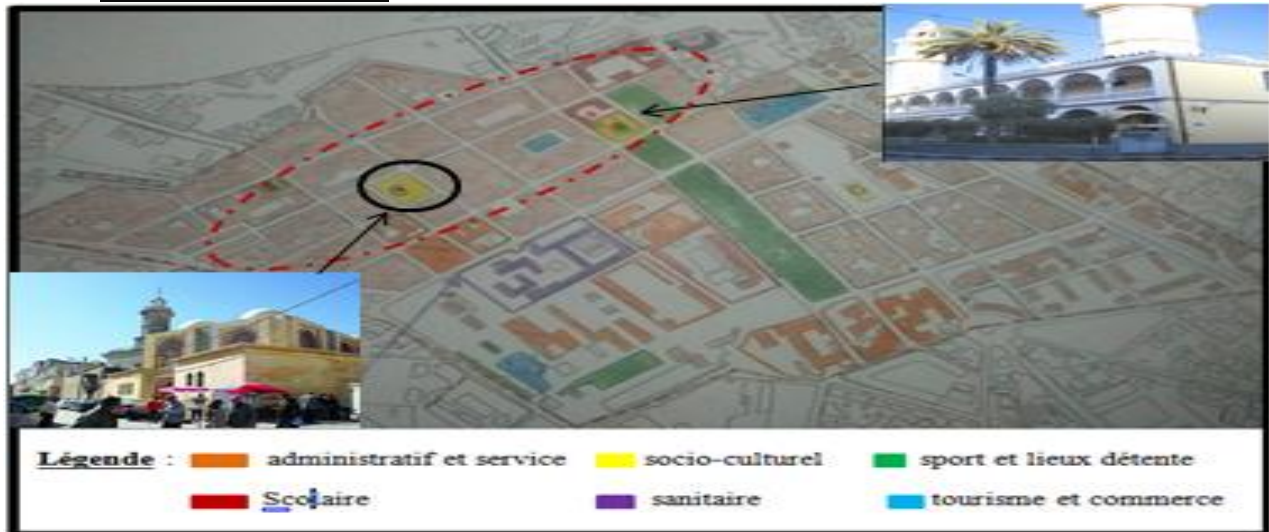 Légende : administratif et service socio-culturel sport et lieux détente
Scolaire sanitaire tourisme et commerce